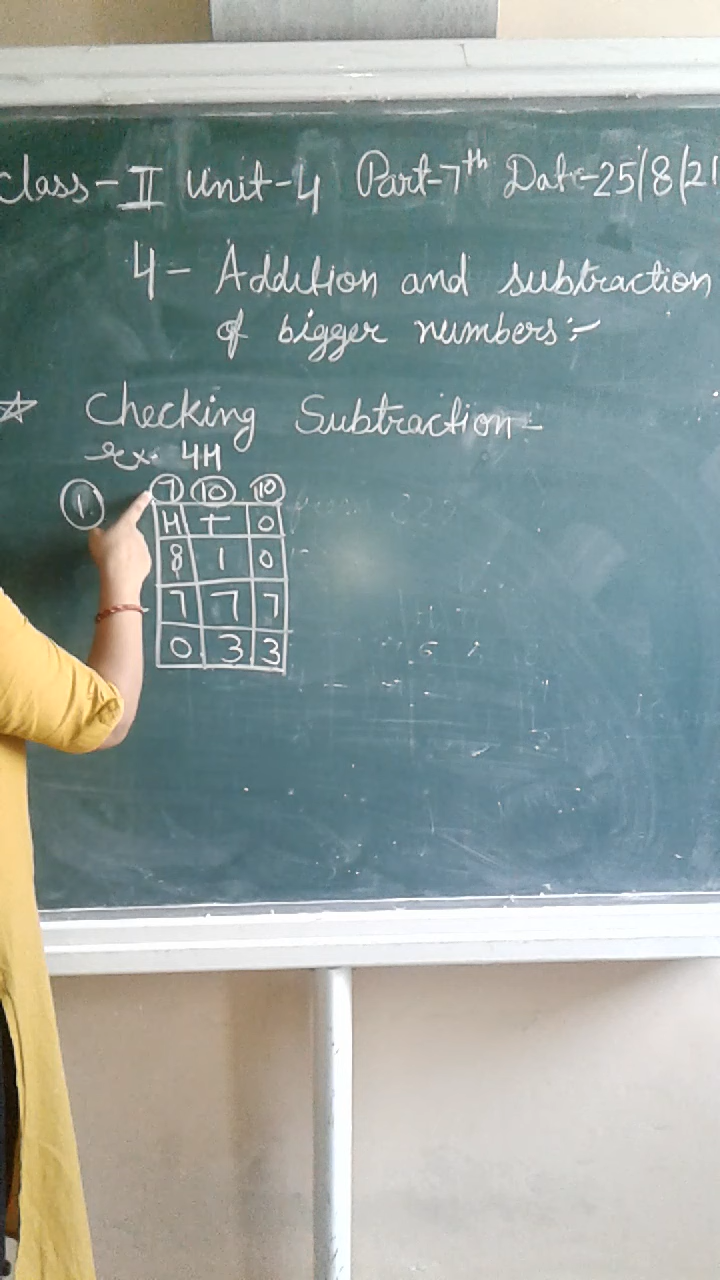 Class-II Unit-4 Part-7th Date-25/8/21
4- Addition and subtraction
of bigger numbers:-
☆ Checking Subtraction-
Ex. 4H
① 7 10 10
H T O
8 1 0
7 7 7
0 3 3